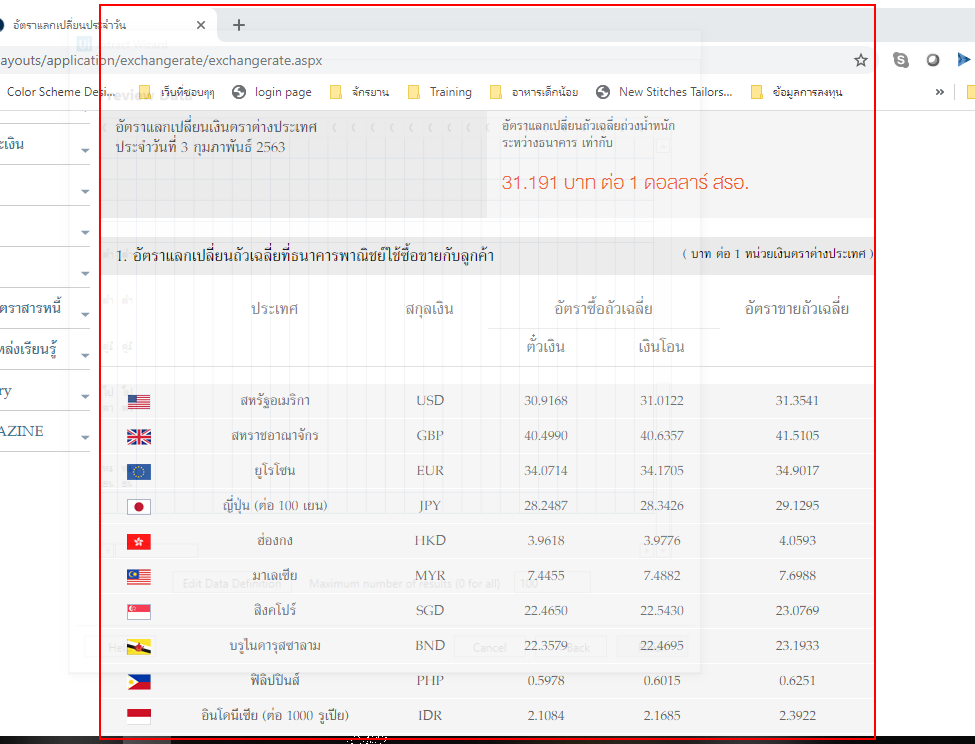 อัตราแลกเปลี่ยนประจำวัน
ayouts/application/exchangerate/exchangerate.aspx
Color Scheme Desi... เว็บที่ชอบๆๆ login page จักรยาน Training อาหารเด็กน้อย New Stitches Tailors... ข้อมูลการลงทุน »
ะเงิน
ตราสารหนี้
หล่งเรียนรู้
ry
AZINE
อัตราแลกเปลี่ยนเงินตราต่างประเทศ
ประจำวันที่ 3 กุมภาพันธ์ 2563
อัตราแลกเปลี่ยนถัวเฉลี่ยถ่วงน้ำหนัก
ระหว่างธนาคาร เท่ากับ
31.191 บาท ต่อ 1 ดอลลาร์ สรอ.
1. อัตราแลกเปลี่ยนถัวเฉลี่ยที่ธนาคารพาณิชย์ใช้ซื้อขายกับลูกค้า ( บาท ต่อ 1 หน่วยเงินตราต่างประเทศ )
ประเทศ สกุลเงิน อัตราซื้อถัวเฉลี่ย อัตราขายถัวเฉลี่ย
ตั๋วเงิน เงินโอน
สหรัฐอเมริกา USD 30.9168 31.0122 31.3541
สหราชอาณาจักร GBP 40.4990 40.6357 41.5105
ยูโรโซน EUR 34.0714 34.1705 34.9017
ญี่ปุ่น (ต่อ 100 เยน) JPY 28.2487 28.3426 29.1295
ฮ่องกง HKD 3.9618 3.9776 4.0593
มาเลเซีย MYR 7.4455 7.4882 7.6988
Edit Data Definition Maximum number of results (0 for all) 100
สิงคโปร์ SGD 22.4650 22.5430 23.0769
บรูไนดารุสซาลาม BND 22.3579 22.4695 23.1933
Cancel
ฟิลิปปินส์ PHP 0.5978 0.6015 0.6251
อินโดนีเซีย (ต่อ 1000 รูเปีย) IDR 2.1084 2.1685 2.3922